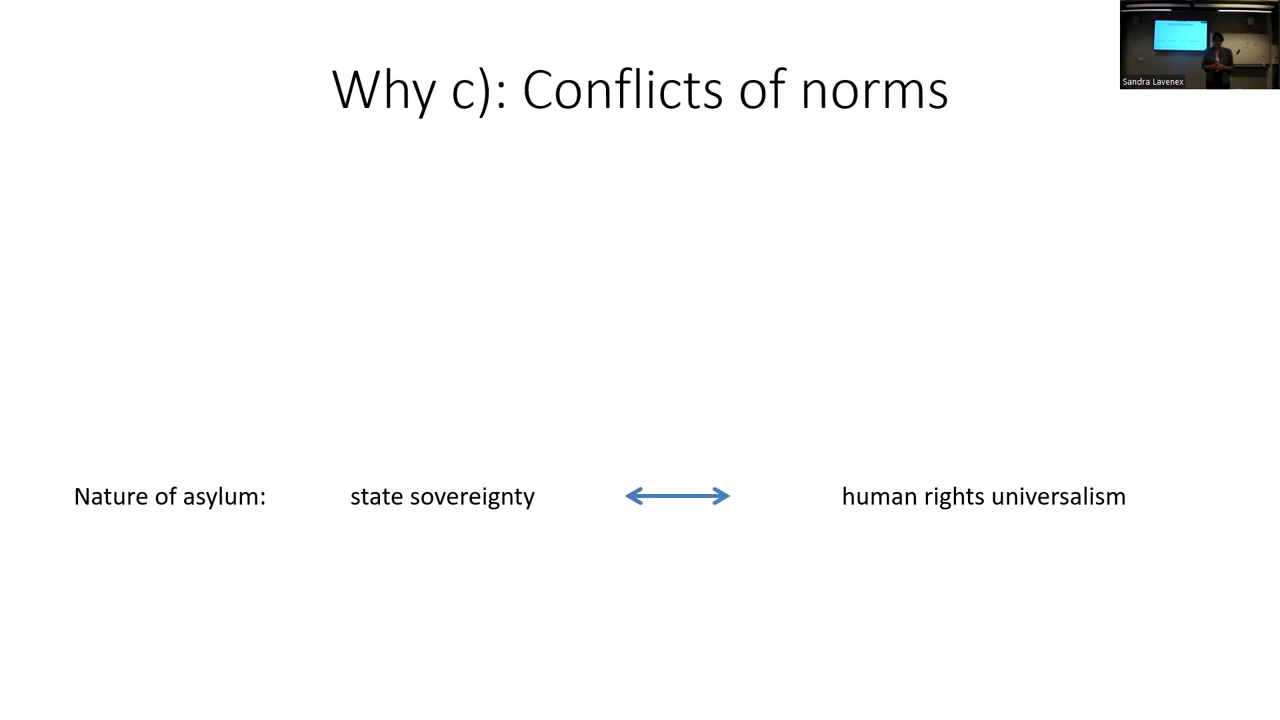 Why c): Conflicts of norms
Sandra Lavenex
Nature of asylum: state sovereignty human rights universalism